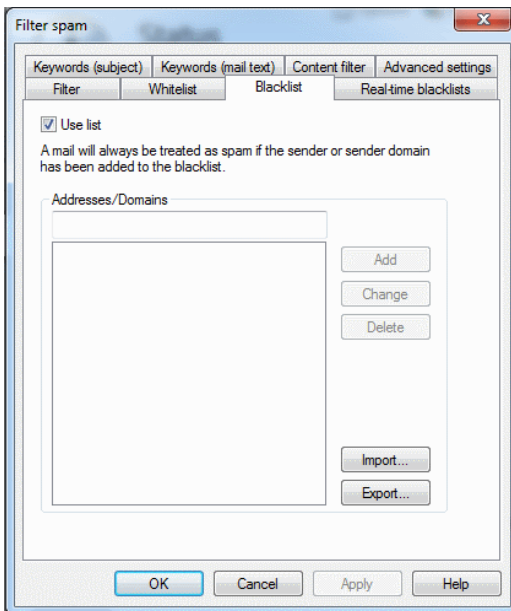 Status
Filter spam
Keywords (subject) Keywords (mail text) Content filter Advanced settings
Filter Whitelist Blacklist Real-time blacklists
Use list
A mail will always be treated as spam if the sender or sender domain
has been added to the blacklist.
Addresses/Domains
Add
Change
Delete
Import...
Export...
OK Cancel Apply Help